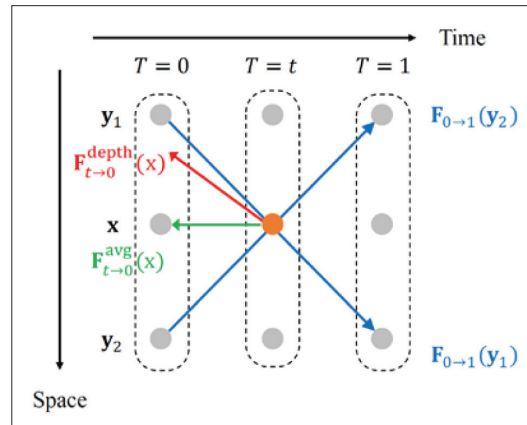 Time
T = 0 T = t T = 1
y₁ F₀→₁(y₂)
F^depth_t→0(x)
x
F^avg_t→0(x)
y₂ F₀→₁(y₁)
Space